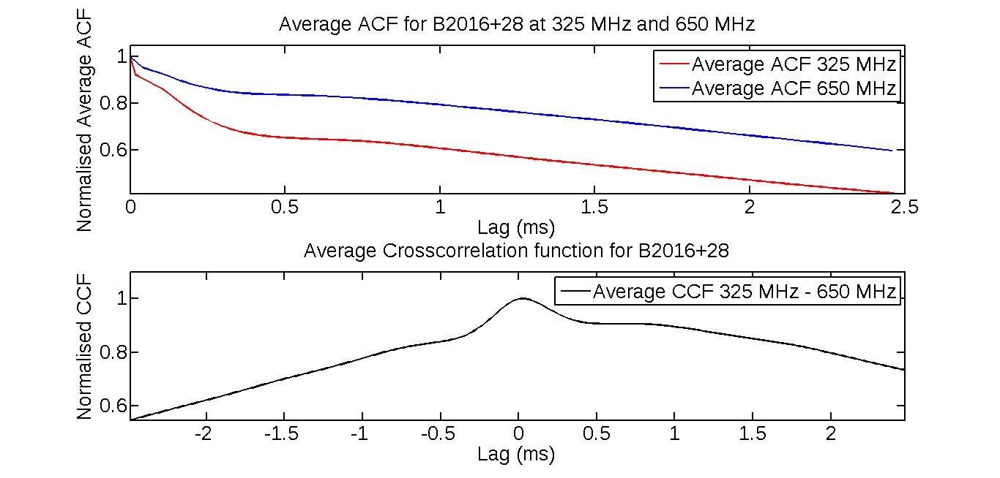 Average ACF for B2016+28 at 325 MHz and 650 MHz
Normalised Average ACF
1
0.8
0.6
Average ACF 325 MHz
Average ACF 650 MHz
0 0.5 1 1.5 2 2.5
Lag (ms)
Average Crosscorrelation function for B2016+28
Normalised CCF
1
0.8
0.6
Average CCF 325 MHz - 650 MHz
-2 -1.5 -1 -0.5 0 0.5 1 1.5 2
Lag (ms)